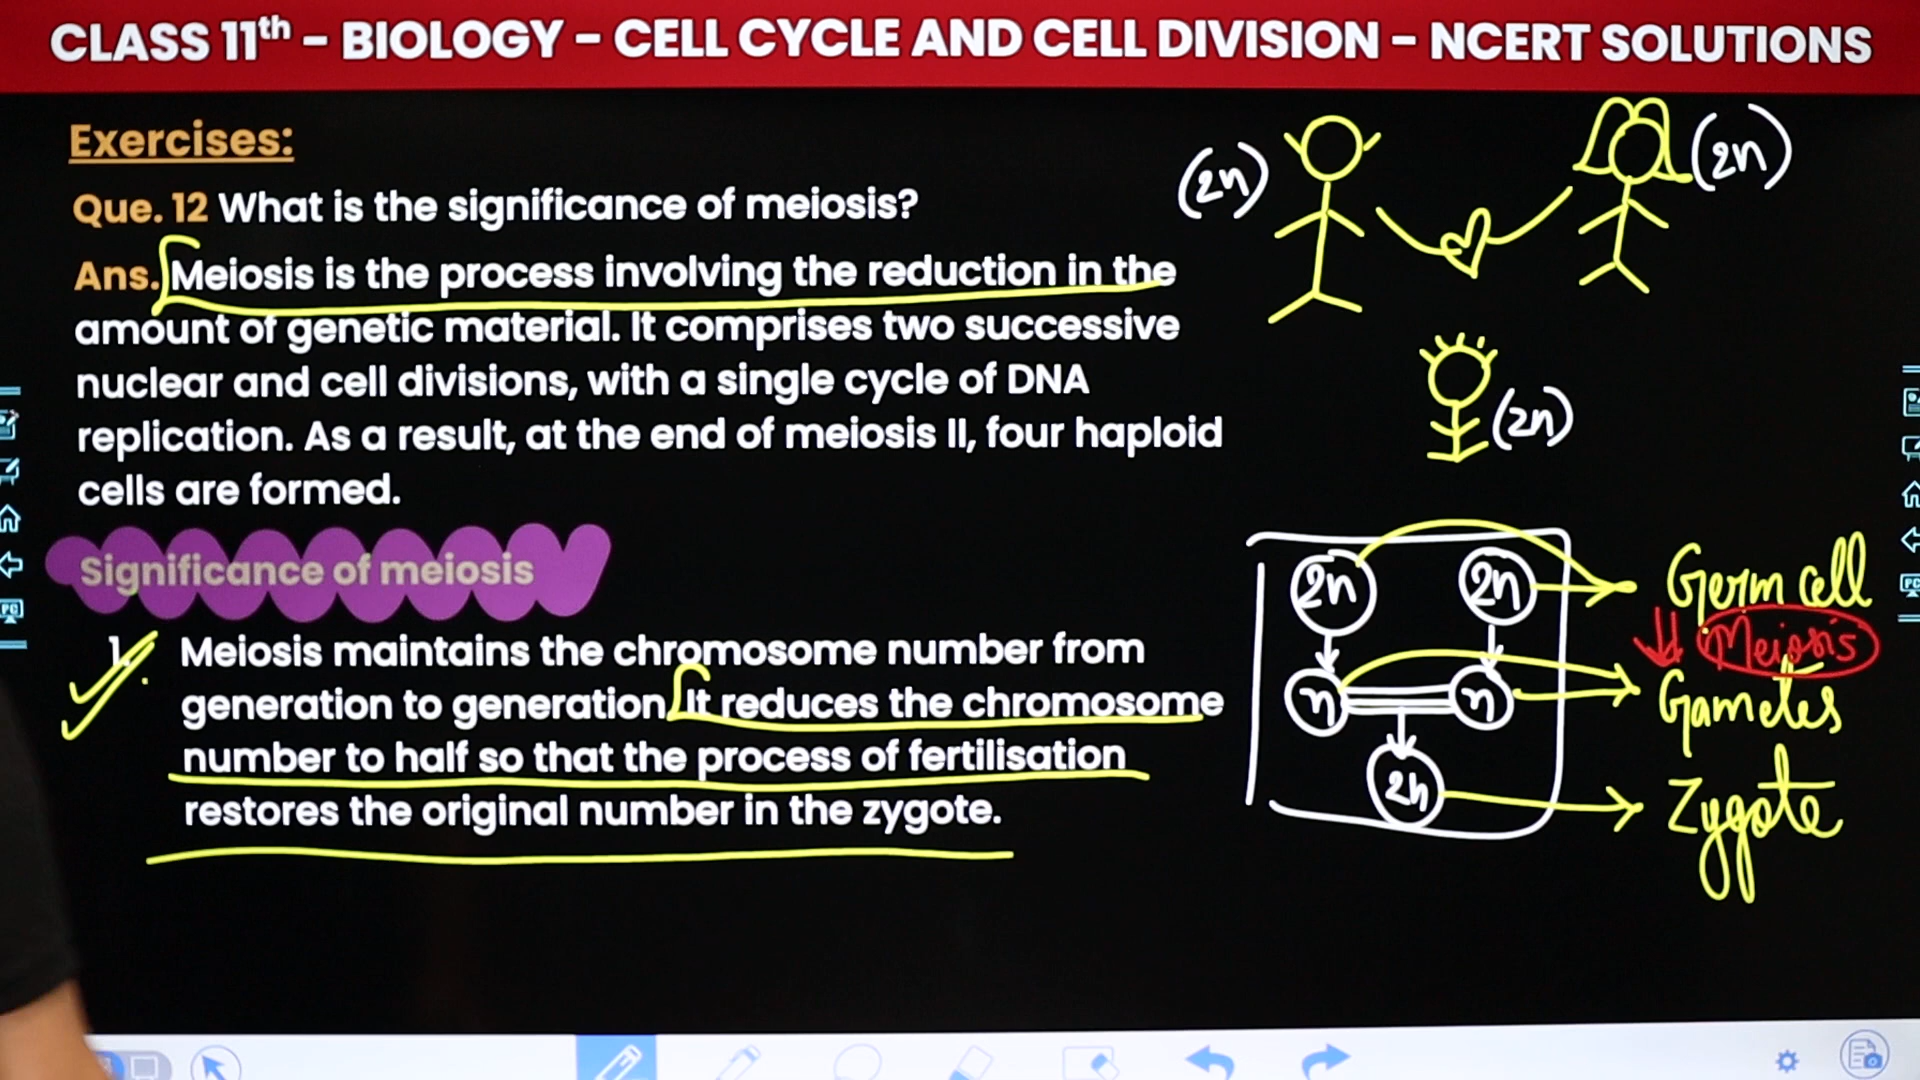 CLASS 11th - BIOLOGY - CELL CYCLE AND CELL DIVISION - NCERT SOLUTIONS
Exercises:
Que. 12 What is the significance of meiosis?
Ans. Meiosis is the process involving the reduction in the
amount of genetic material. It comprises two successive
nuclear and cell divisions, with a single cycle of DNA
replication. As a result, at the end of meiosis II, four haploid
cells are formed.
Significance of meiosis
1. Meiosis maintains the chromosome number from
generation to generation. It reduces the chromosome
number to half so that the process of fertilisation
restores the original number in the zygote.
(2n) (2n)
(2n)
2n 2n Germ cell
Meiosis
n n Gametes
2n Zygote
PC PC